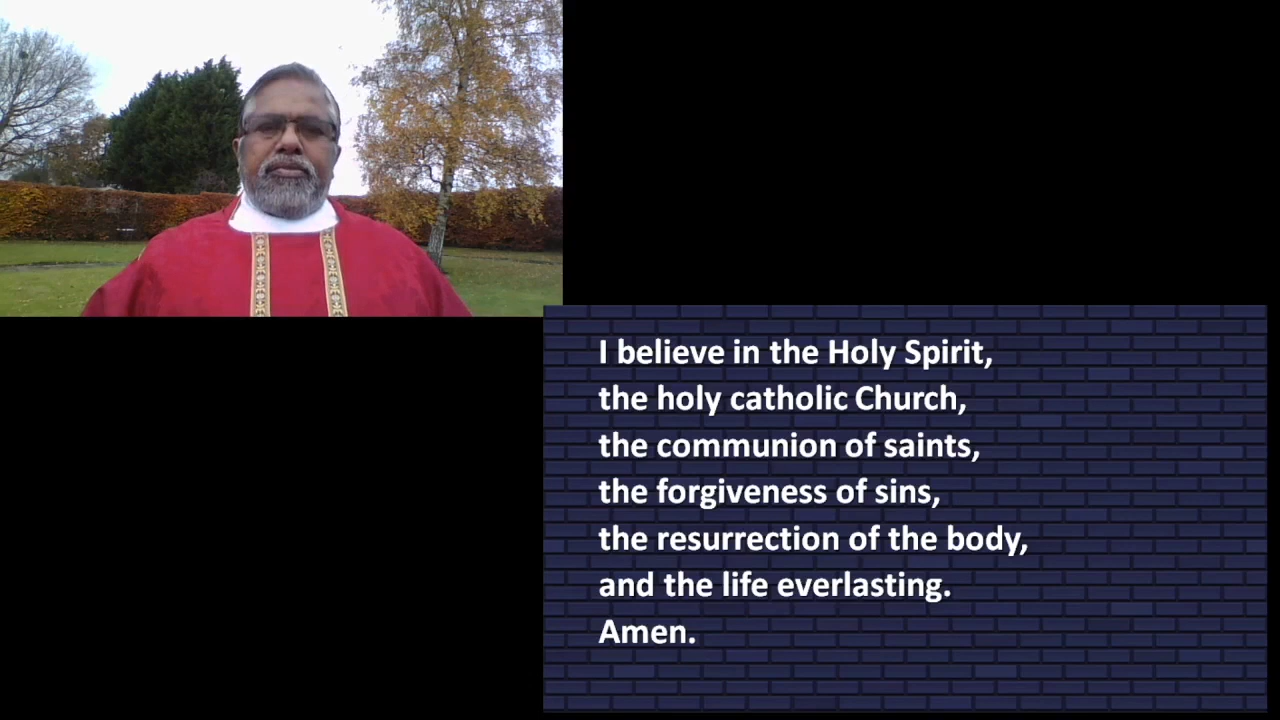 I believe in the Holy Spirit,
the holy catholic Church,
the communion of saints,
the forgiveness of sins,
the resurrection of the body,
and the life everlasting.
Amen.